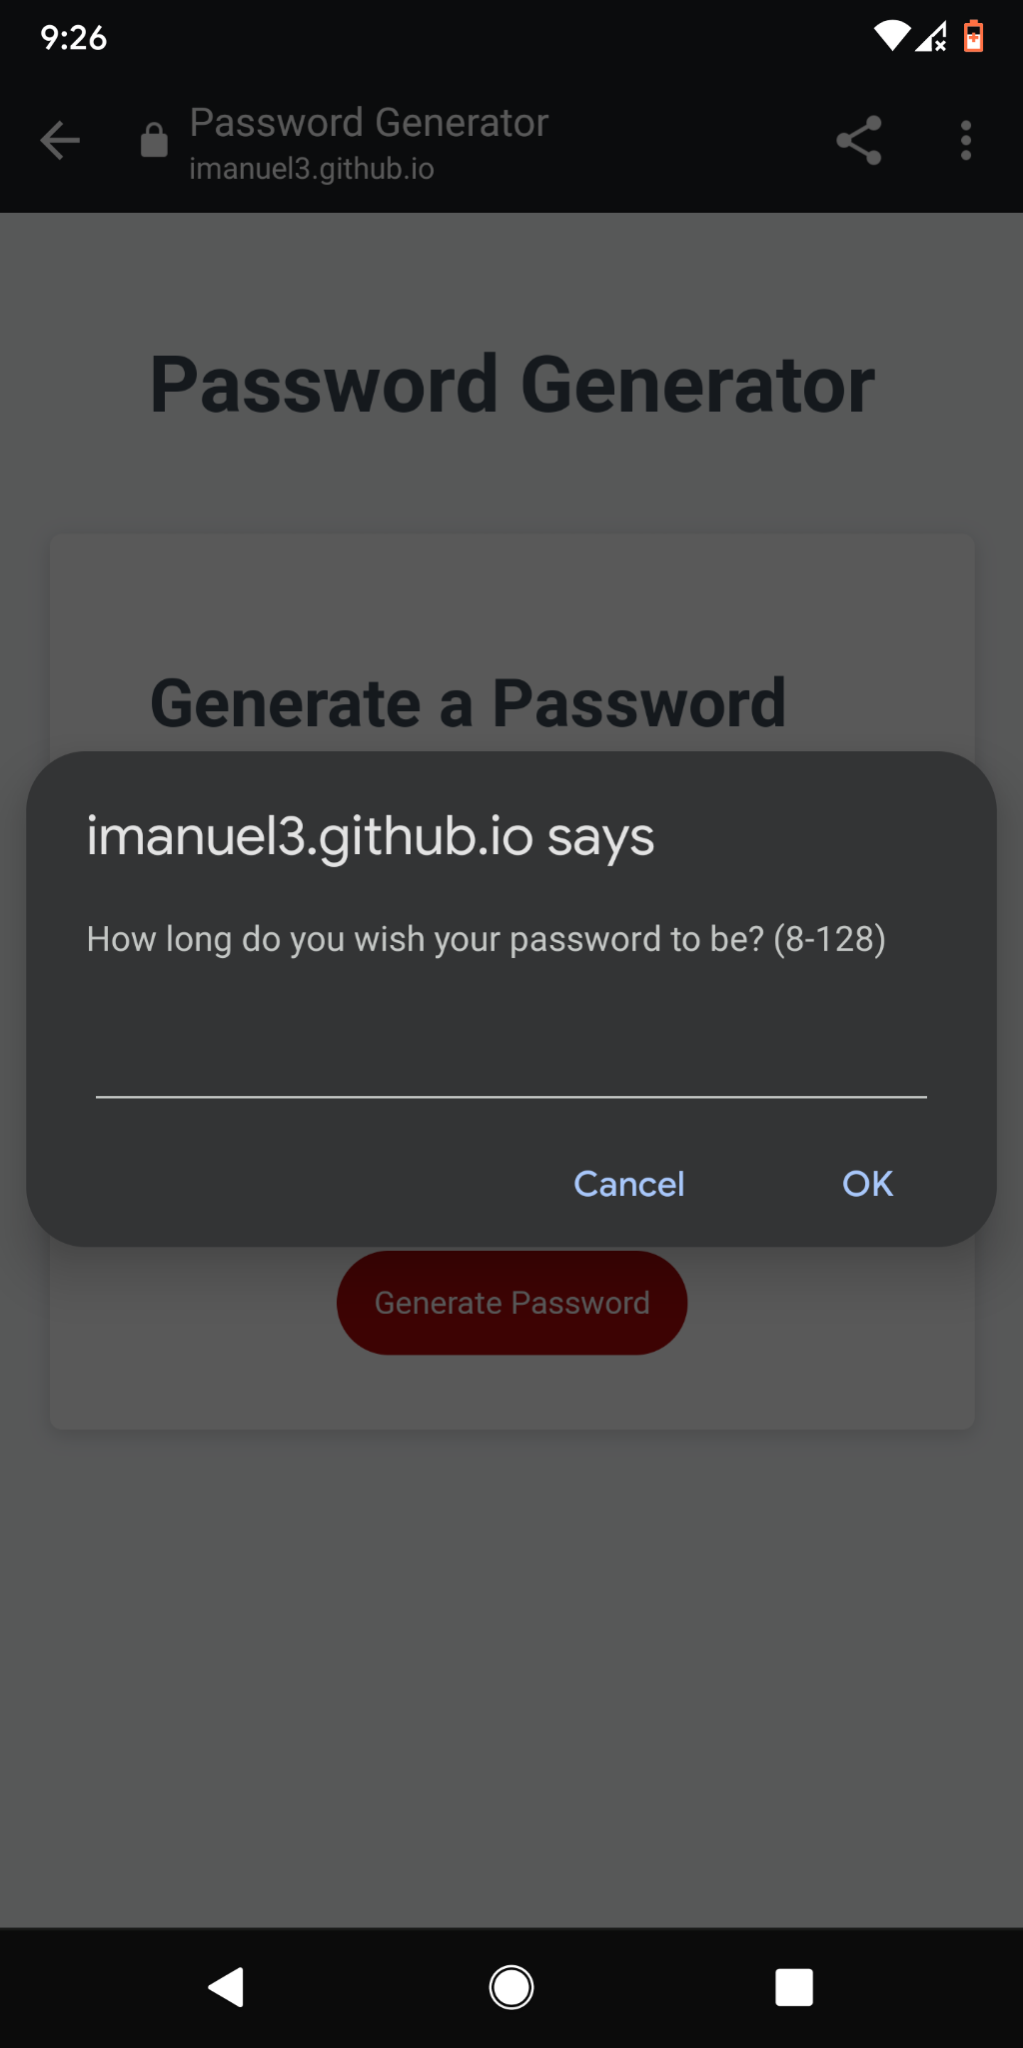 9:26
Password Generator
imanuel3.github.io
Password Generator
Generate a Password
imanuel3.github.io says
How long do you wish your password to be? (8-128)
Cancel OK
Generate Password